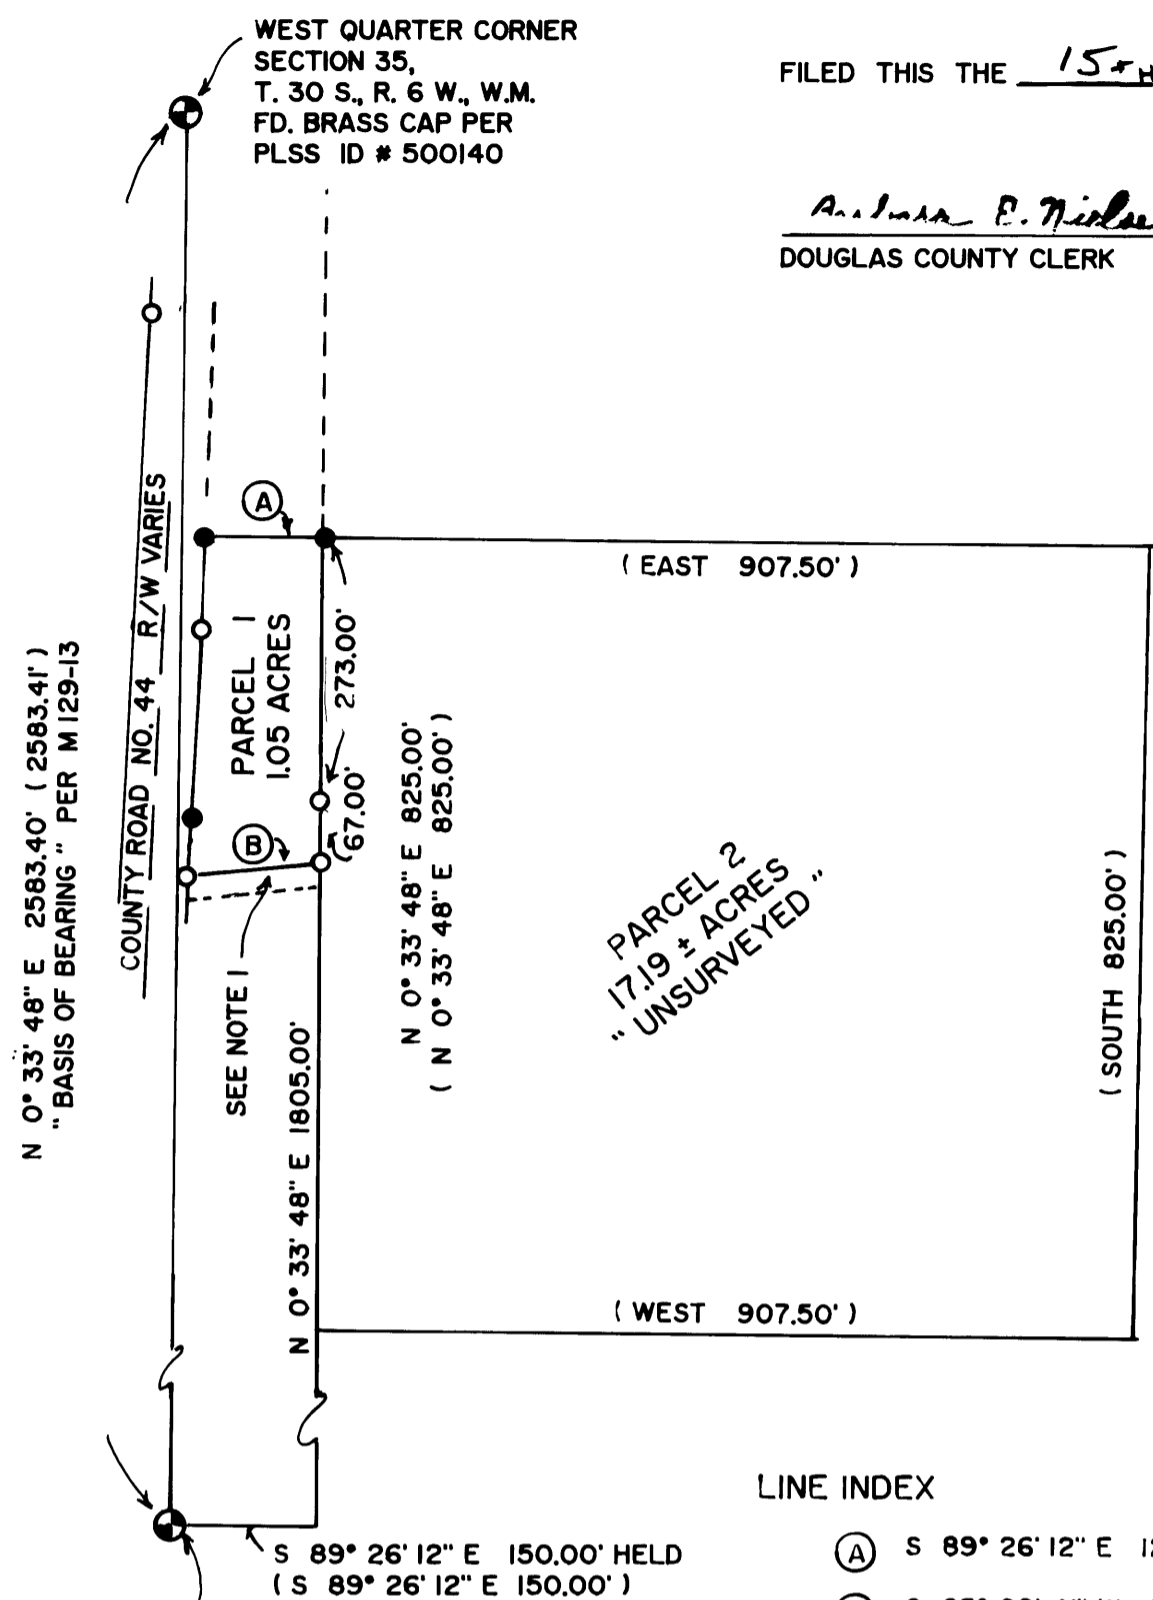 WEST QUARTER CORNER
SECTION 35,
T. 30 S., R. 6 W., W.M.
FD. BRASS CAP PER
PLSS ID # 500140
FILED THIS THE 15th
E. Nielse
DOUGLAS COUNTY CLERK
A
( EAST 907.50' )
COUNTY ROAD NO. 44 R/W VARIES
PARCEL 1
1.05 ACRES
273.00'
67.00'
B
N 0° 33' 48" E 2583.40' ( 2583.41' )
" BASIS OF BEARING " PER M 129-13
N 0° 33' 48" E 825.00'
( N 0° 33' 48" E 825.00' )
PARCEL 2
17.19 ± ACRES
" UNSURVEYED "
( SOUTH 825.00' )
SEE NOTE 1
N 0° 33' 48" E 1805.00'
( WEST 907.50' )
LINE INDEX
S 89° 26' 12" E 150.00' HELD
( S 89° 26' 12" E 150.00' )
A S 89° 26' 12" E